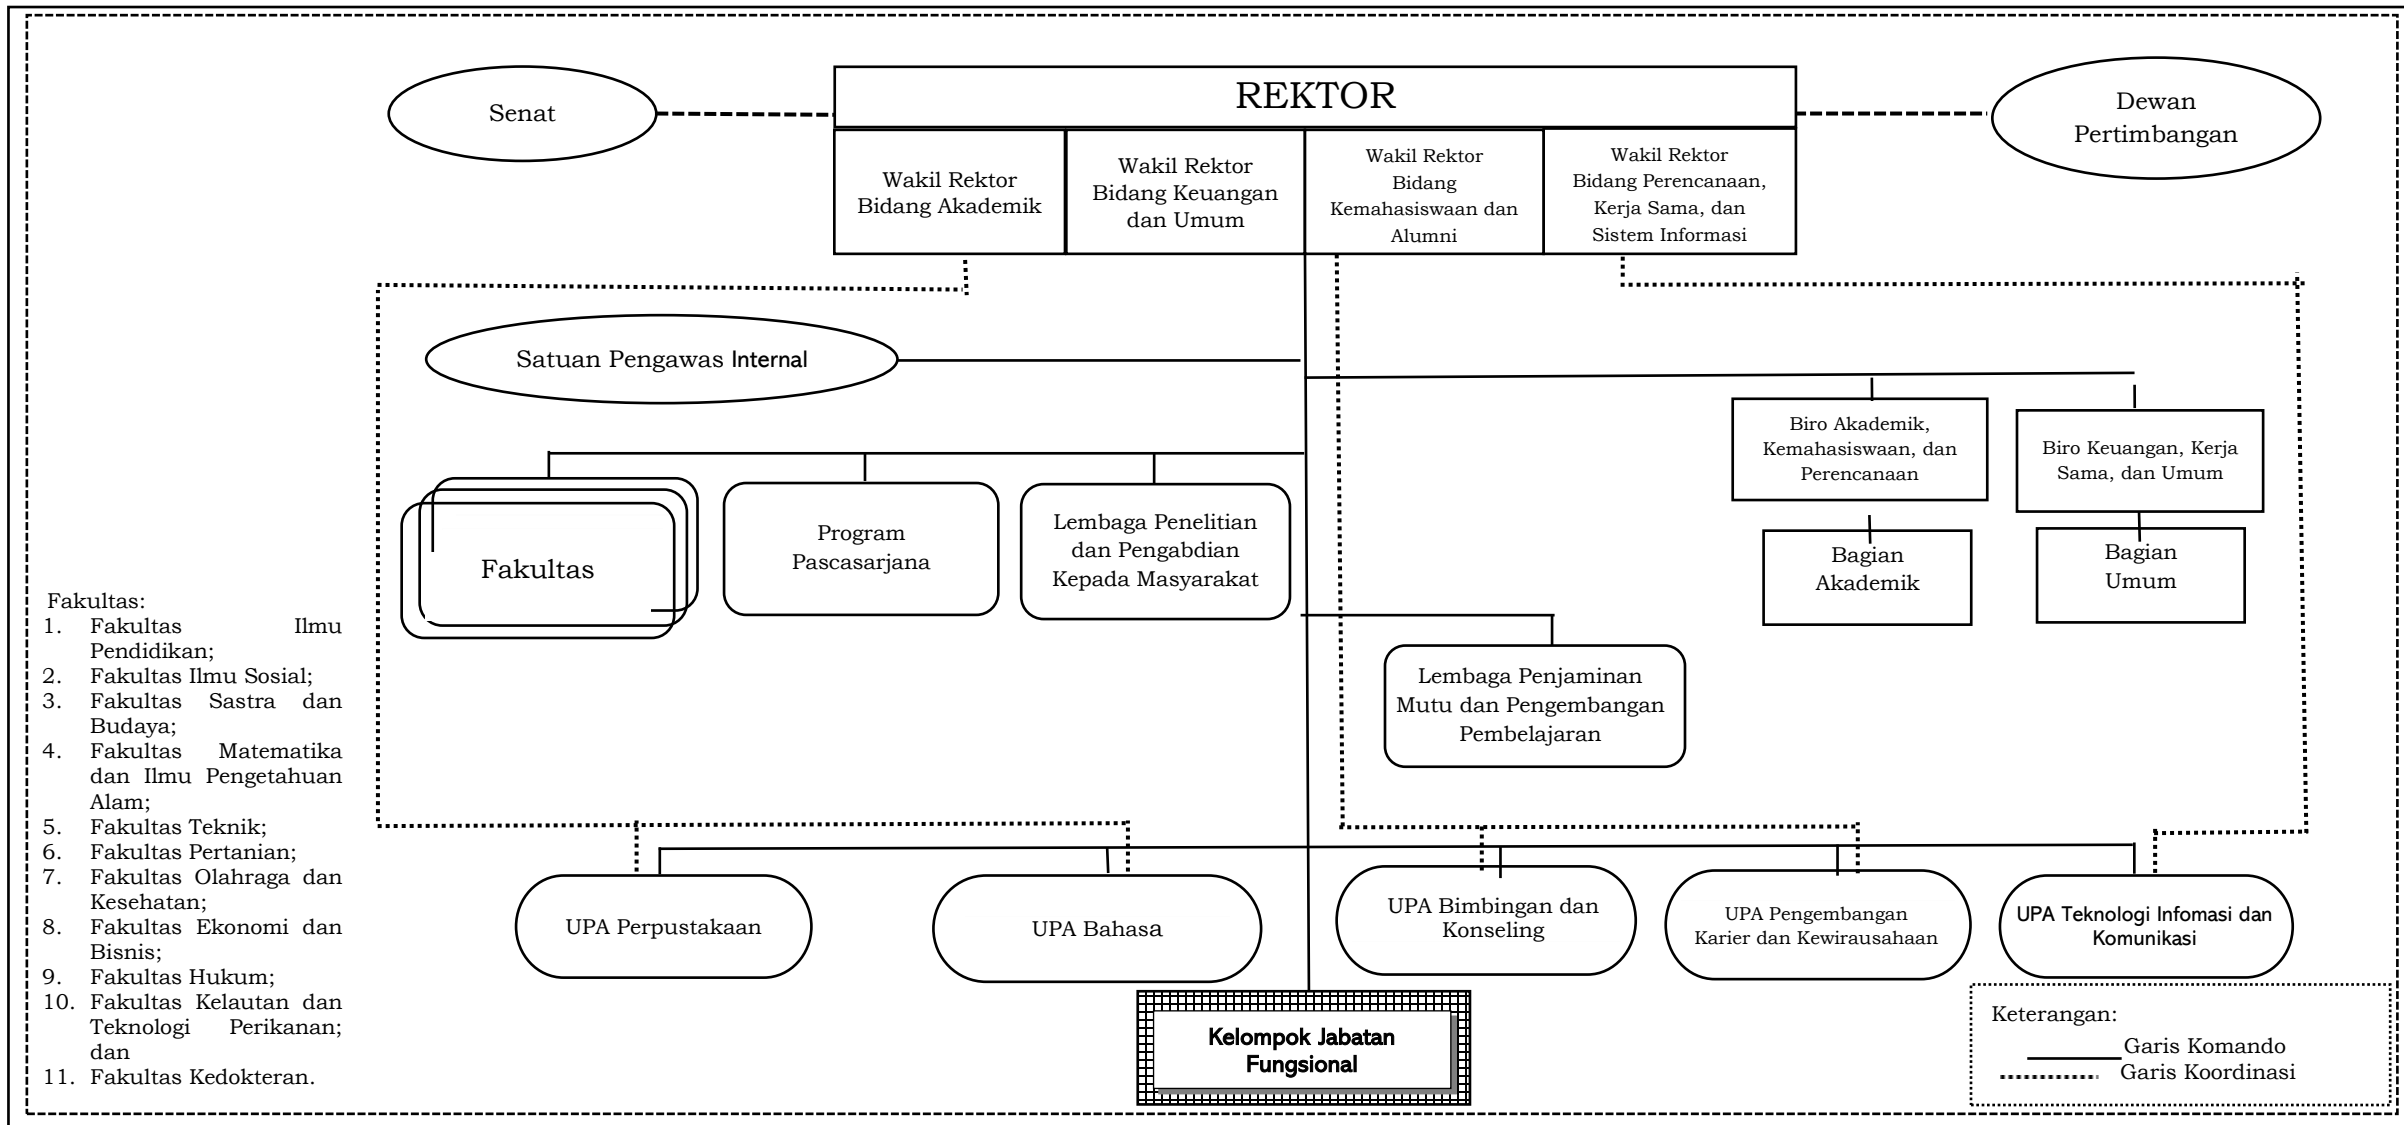 REKTOR
Senat
Dewan
Pertimbangan
Wakil Rektor
Bidang Akademik
Wakil Rektor
Bidang Keuangan
dan Umum
Wakil Rektor
Bidang
Kemahasiswaan dan
Alumni
Wakil Rektor
Bidang Perencanaan,
Kerja Sama, dan
Sistem Informasi
Satuan Pengawas Internal
Biro Akademik,
Kemahasiswaan, dan
Perencanaan
Biro Keuangan, Kerja
Sama, dan Umum
Fakultas
Program
Pascasarjana
Lembaga Penelitian
dan Pengabdian
Kepada Masyarakat
Bagian
Akademik
Bagian
Umum
Lembaga Penjaminan
Mutu dan Pengembangan
Pembelajaran
Fakultas:
1. Fakultas Ilmu
Pendidikan;
2. Fakultas Ilmu Sosial;
3. Fakultas Sastra dan
Budaya;
4. Fakultas Matematika
dan Ilmu Pengetahuan
Alam;
5. Fakultas Teknik;
6. Fakultas Pertanian;
7. Fakultas Olahraga dan
Kesehatan;
8. Fakultas Ekonomi dan
Bisnis;
9. Fakultas Hukum;
10. Fakultas Kelautan dan
Teknologi Perikanan;
dan
11. Fakultas Kedokteran.
UPA Perpustakaan
UPA Bahasa
UPA Bimbingan dan
Konseling
UPA Pengembangan
Karier dan Kewirausahaan
UPA Teknologi Infomasi dan
Komunikasi
Kelompok Jabatan
Fungsional
Keterangan:
Garis Komando
Garis Koordinasi